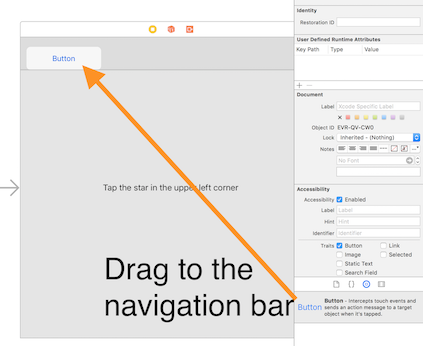 Button
Tap the star in the upper left corner
Drag to the
navigation bar
Identity
Restoration ID
User Defined Runtime Attributes
Key Path Type Value
+ −
Document
Label Xcode Specific Label
Object ID EVR-QV-CW0
Lock Inherited - (Nothing)
Notes
No Font
Accessibility
Accessibility Enabled
Label Label
Hint Hint
Identifier Identifier
Traits Button Link
Image Selected
Static Text
Search Field
Button
Button - Intercepts touch events and
sends an action message to a target
object when it's tapped.